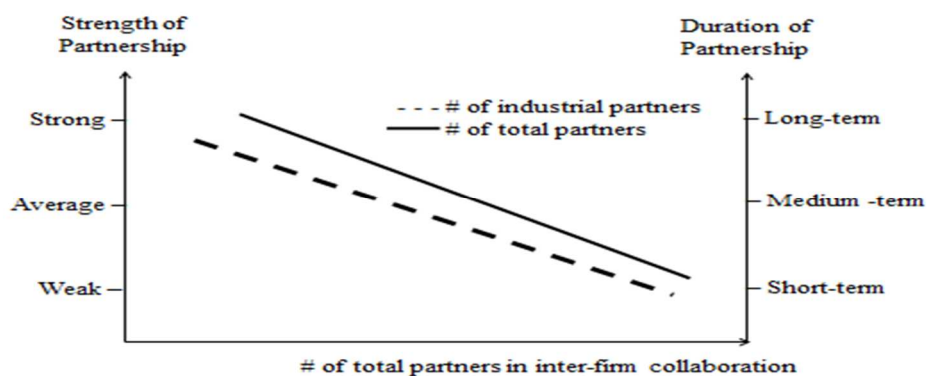 Strength of
Partnership
Duration of
Partnership
- - - # of industrial partners
# of total partners
Strong
Average
Weak
Long-term
Medium -term
Short-term
# of total partners in inter-firm collaboration